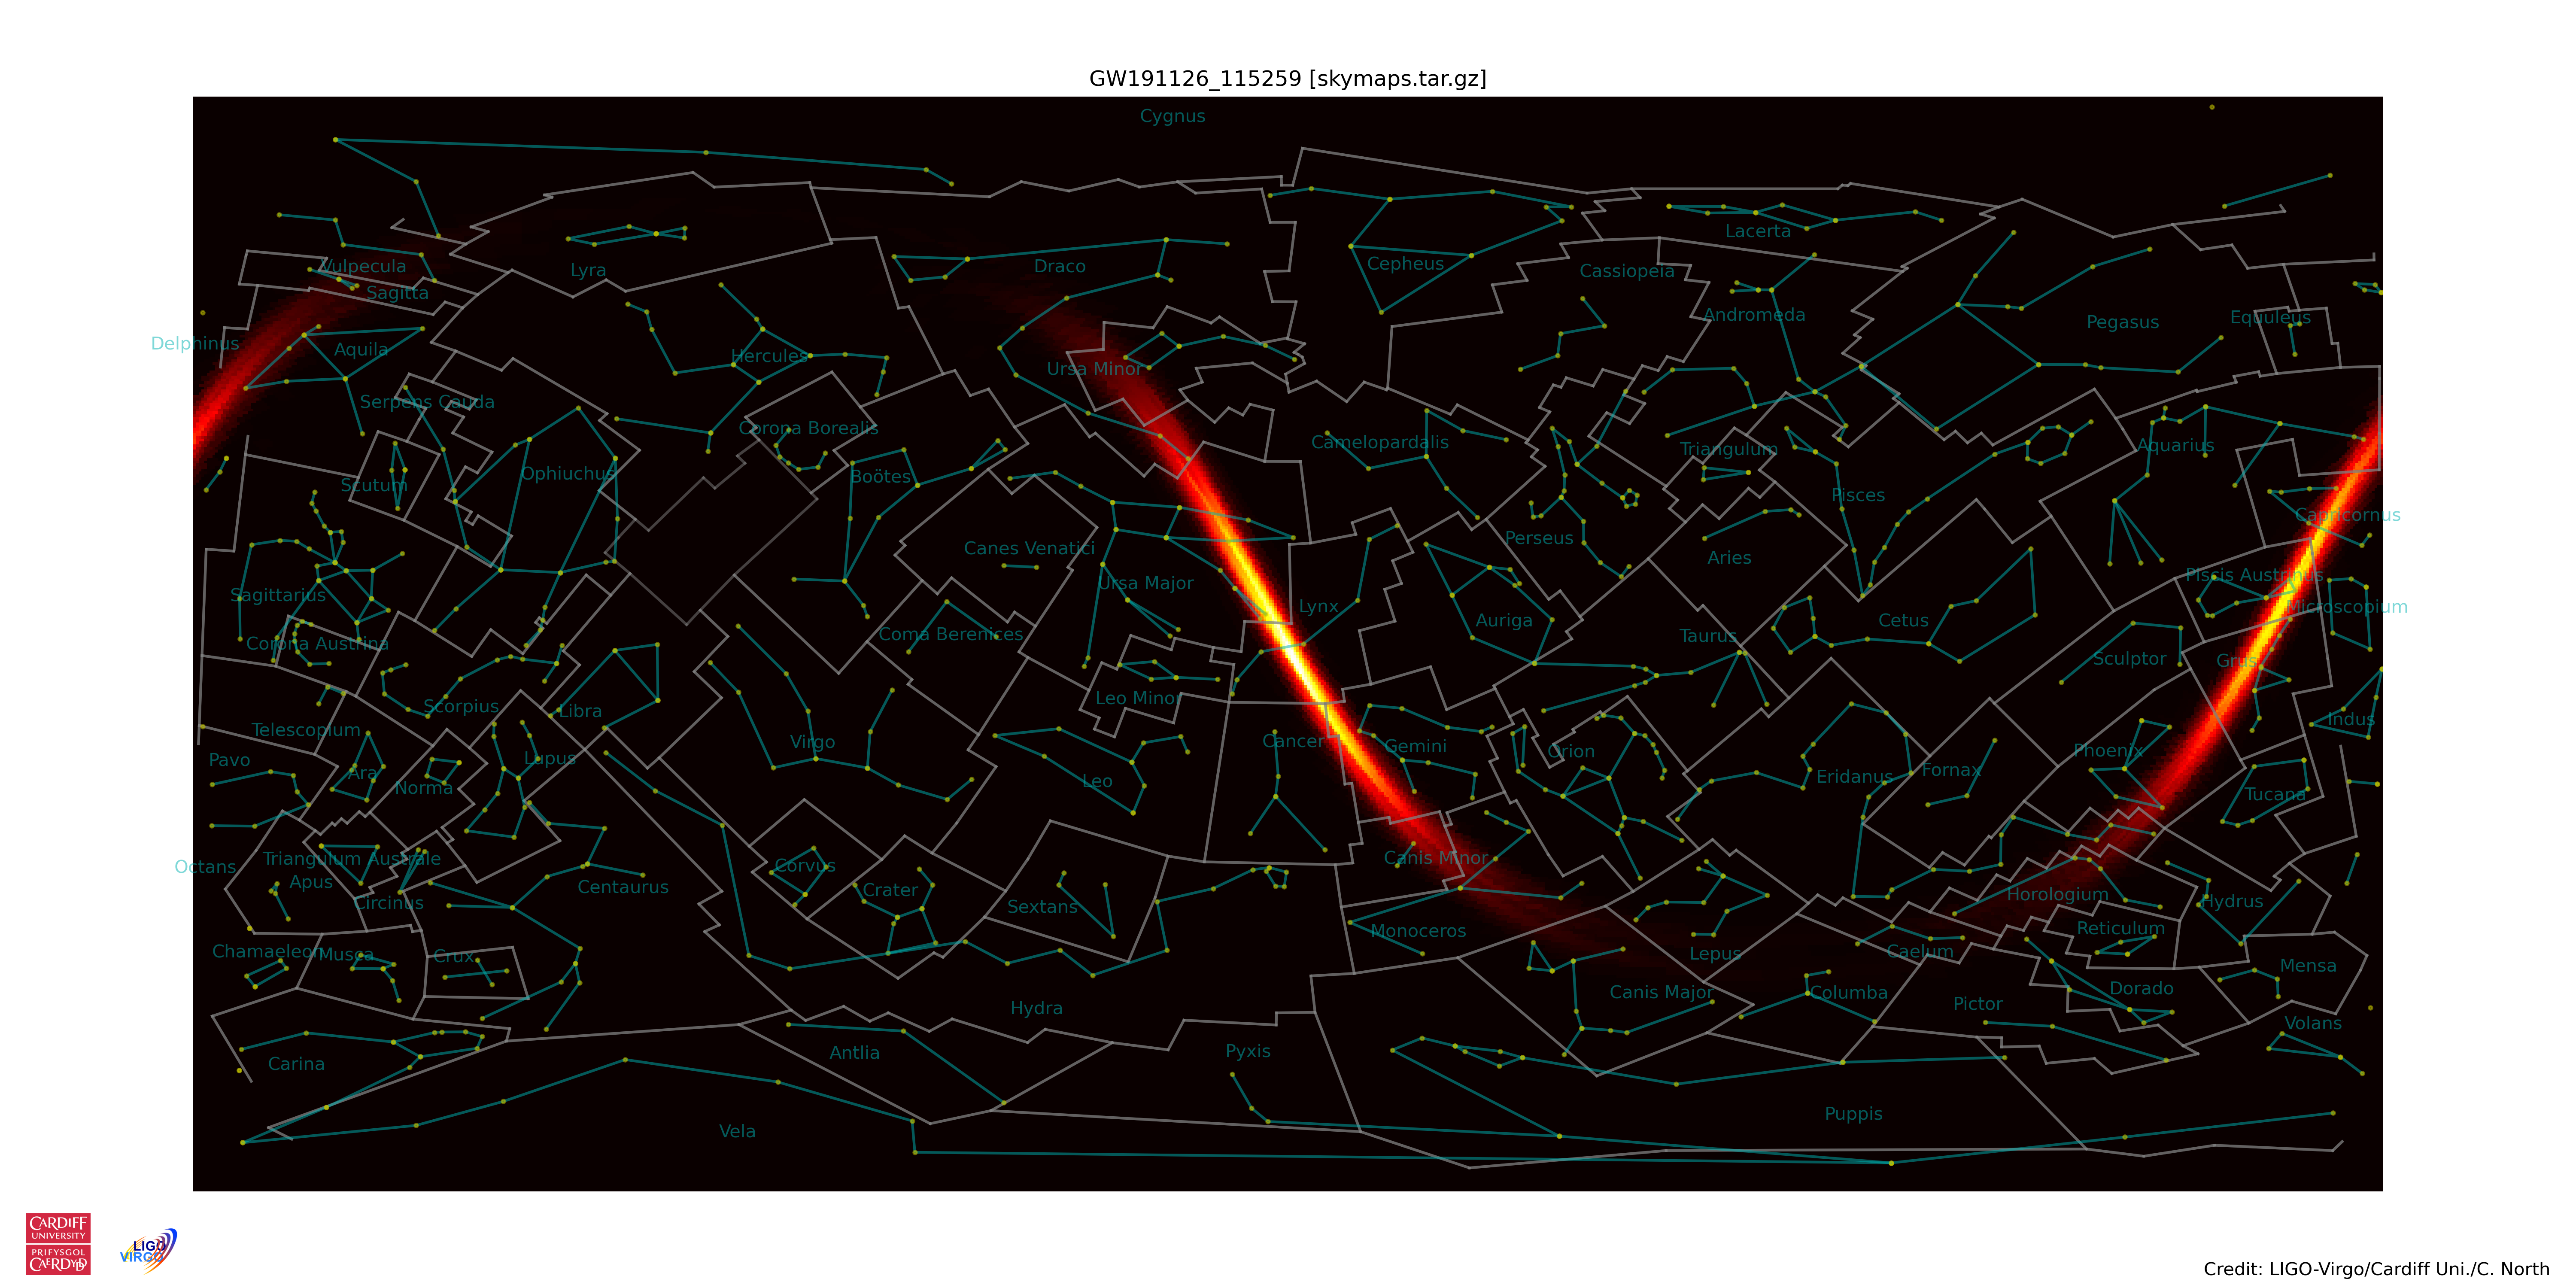 GW191126_115259 [skymaps.tar.gz]
Cygnus
Lacerta
Vulpecula
Lyra
Draco
Cepheus
Cassiopeia
Sagitta
Andromeda
Pegasus
Equuleus
Delphinus
Aquila
Hercules
Ursa Minor
Serpens Cauda
Corona Borealis
Camelopardalis
Triangulum
Aquarius
Scutum
Ophiuchus
Boötes
Pisces
Capricornus
Canes Venatici
Perseus
Aries
Ursa Major
Piscis Austrinus
Sagittarius
Lynx
Microscopium
Corona Austrina
Coma Berenices
Auriga
Taurus
Cetus
Sculptor
Grus
Scorpius
Libra
Leo Minor
Indus
Telescopium
Virgo
Cancer
Gemini
Orion
Phoenix
Pavo
Ara
Lupus
Norma
Leo
Eridanus
Fornax
Tucana
Octans
Triangulum Australe
Apus
Circinus
Centaurus
Corvus
Crater
Sextans
Canis Minor
Horologium
Hydrus
Monoceros
Reticulum
Chamaeleon
Musca
Crux
Lepus
Caelum
Mensa
Hydra
Canis Major
Columba
Pictor
Dorado
Volans
Carina
Antlia
Pyxis
Vela
Puppis
CARDIFF
UNIVERSITY
PRIFYSGOL
CAERDYDD
LIGO
VIRGO
Credit: LIGO-Virgo/Cardiff Uni./C. North